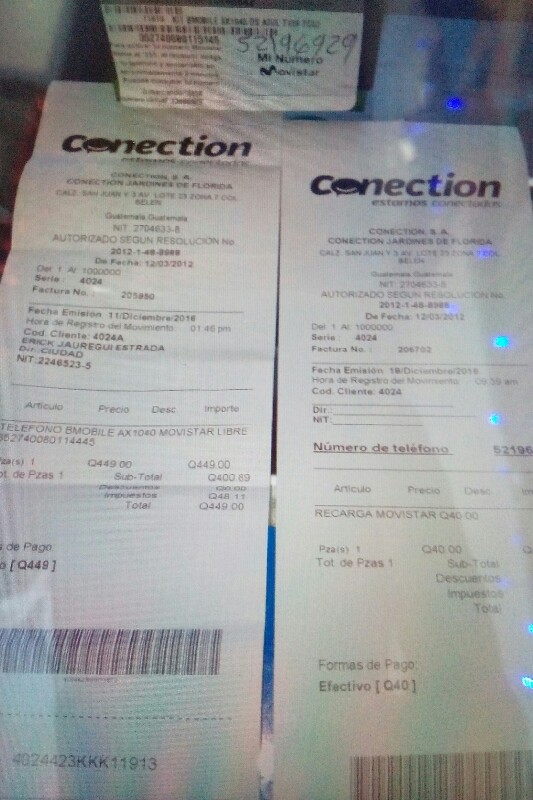 52196929
Mi Numero
Movistar
Conection
estamos conectados
CONECTION, S. A.
CONECTION JARDINES DE FLORIDA
CALZ. SAN JUAN Y 3 AV. LOTE 23 ZONA 7 COL.
BELEN
Guatemala,Guatemala
NIT: 2704633-8
AUTORIZADO SEGUN RESOLUCION No.
2012-1-48-8988
De Fecha: 12/03/2012
Del 1 Al 1000000
Serie : 4024
Factura No. : 205950
Fecha Emisión 11/Diciembre/2016
Hora de Registro del Movimiento 01:46 pm
Cod. Cliente: 4024A
ERICK JAUREGUI ESTRADA
Dir.:CIUDAD
NIT:2246523-5
Articulo Precio Desc. Importe
TELEFONO BMOBILE AX1040 MOVISTAR LIBRE
352740080114445
Pza(s) 1 Q449.00 Q449.00
Tot. de Pzas 1 Sub-Total Q400.89
Descuentos Q0.00
Impuestos Q48.11
Total Q449.00
de Pago
[ Q449 ]
4024423KKK11913
Conection
estamos conectados
CONECTION, S. A.
CONECTION JARDINES DE FLORIDA
CALZ. SAN JUAN Y 3 AV. LOTE 23 ZONA 7 COL.
BELEN
Guatemala,Guatemala
NIT: 2704633-8
AUTORIZADO SEGUN RESOLUCION No.
2012-1-48-8988
De Fecha: 12/03/2012
Del 1 Al 1000000
Serie : 4024
Factura No. : 206702
Fecha Emisión 18/Diciembre/2016
Hora de Registro del Movimiento 09:59 am
Cod. Cliente: 4024
Dir.:
NIT:
Número de teléfono 52196
Articulo Precio Desc.
RECARGA MOVISTAR Q40.00
Pza(s) 1 Q40.00
Tot. de Pzas 1 Sub-Total
Descuentos
Impuestos
Total
Formas de Pago:
Efectivo [ Q40 ]